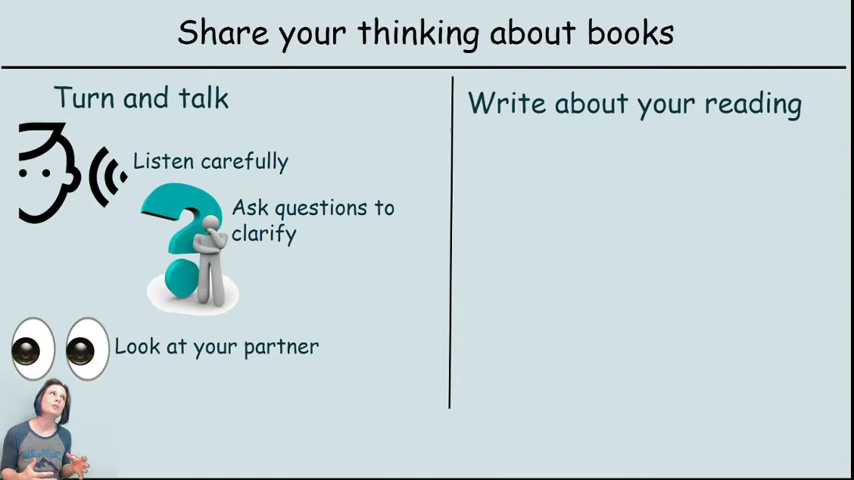 Share your thinking about books
Turn and talk
Listen carefully
Ask questions to
clarify
Look at your partner
Write about your reading